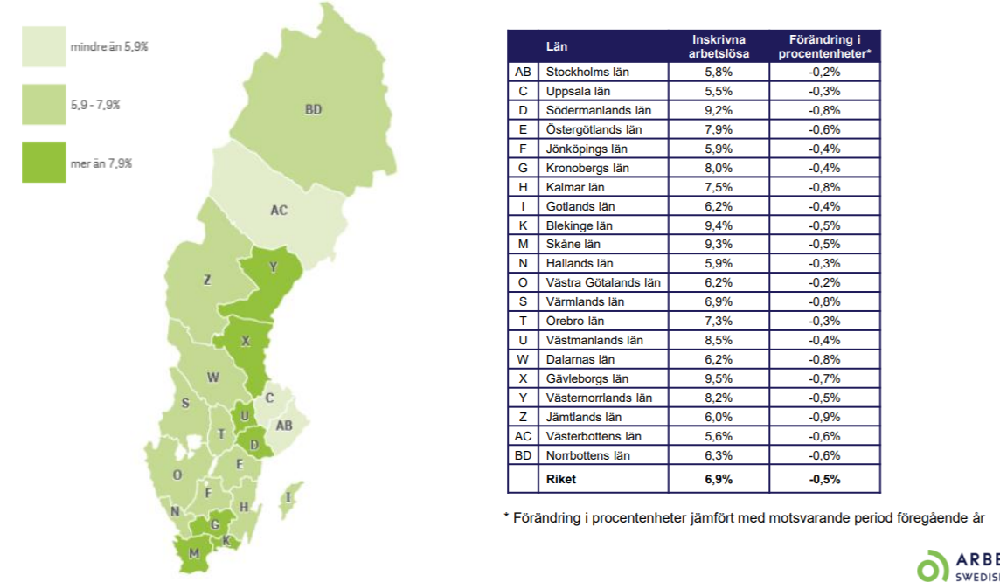 mindre än 5,9%
5,9 - 7,9%
mer än 7,9%
BD
AC
Y
Z
X
W
C
S
U
AB
T
D
E
O
F
I
H
N
G
K
M
Län Inskrivna arbetslösa Förändring i procentenheter*
AB Stockholms län 5,8% -0,2%
C Uppsala län 5,5% -0,3%
D Södermanlands län 9,2% -0,8%
E Östergötlands län 7,9% -0,6%
F Jönköpings län 5,9% -0,4%
G Kronobergs län 8,0% -0,4%
H Kalmar län 7,5% -0,8%
I Gotlands län 6,2% -0,4%
K Blekinge län 9,4% -0,5%
M Skåne län 9,3% -0,5%
N Hallands län 5,9% -0,3%
O Västra Götalands län 6,2% -0,2%
S Värmlands län 6,9% -0,8%
T Örebro län 7,3% -0,3%
U Västmanlands län 8,5% -0,4%
W Dalarnas län 6,2% -0,8%
X Gävleborgs län 9,5% -0,7%
Y Västernorrlands län 8,2% -0,5%
Z Jämtlands län 6,0% -0,9%
AC Västerbottens län 5,6% -0,6%
BD Norrbottens län 6,3% -0,6%
Riket 6,9% -0,5%
* Förändring i procentenheter jämfört med motsvarande period föregående år